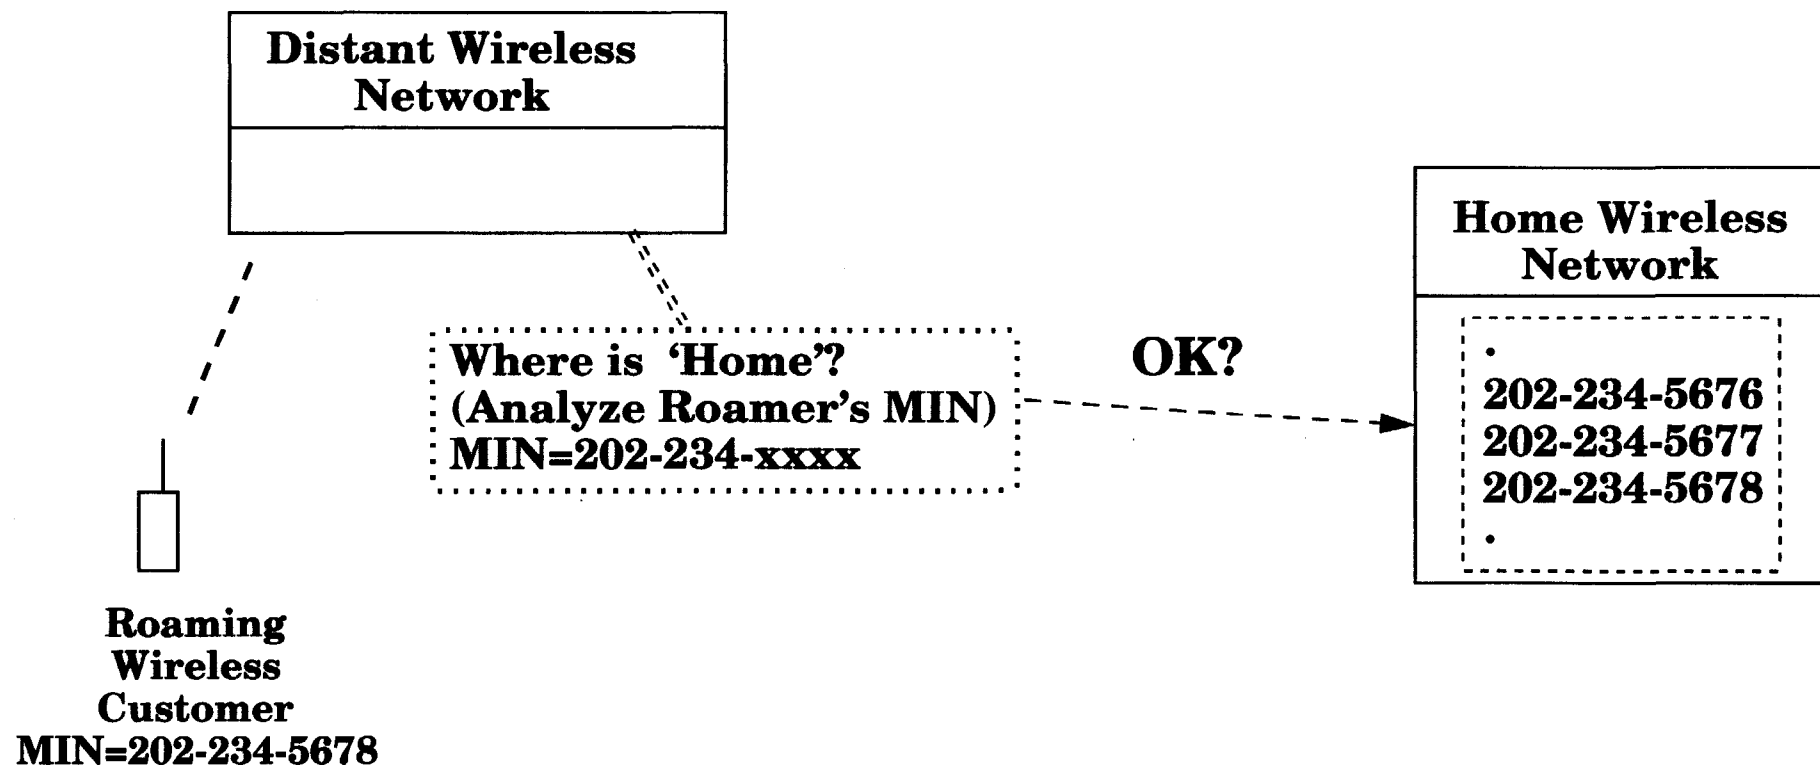 Distant Wireless
Network
Home Wireless
Network
Where is 'Home'?
(Analyze Roamer's MIN)
MIN=202-234-xxxx
OK?
.
202-234-5676
202-234-5677
202-234-5678
.
Roaming
Wireless
Customer
MIN=202-234-5678